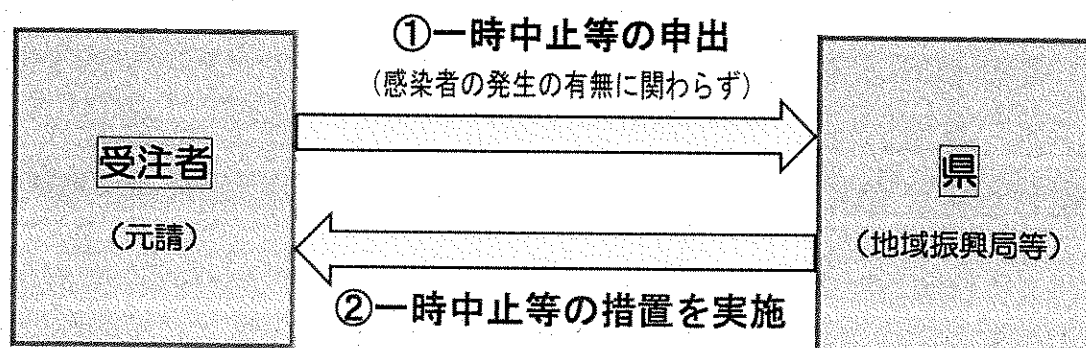 ①一時中止等の申出
（感染者の発生の有無に関わらず）
受注者
（元請）
県
（地域振興局等）
②一時中止等の措置を実施